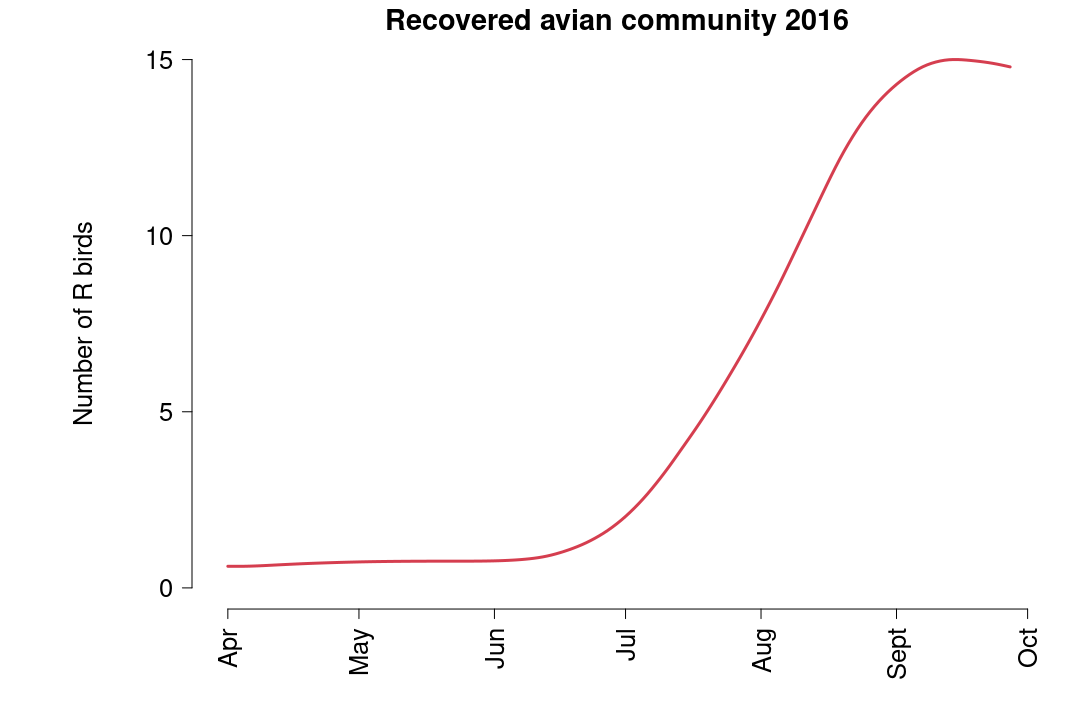 Recovered avian community 2016
Number of R birds
15
10
5
0
Apr
May
Jun
Jul
Aug
Sept
Oct